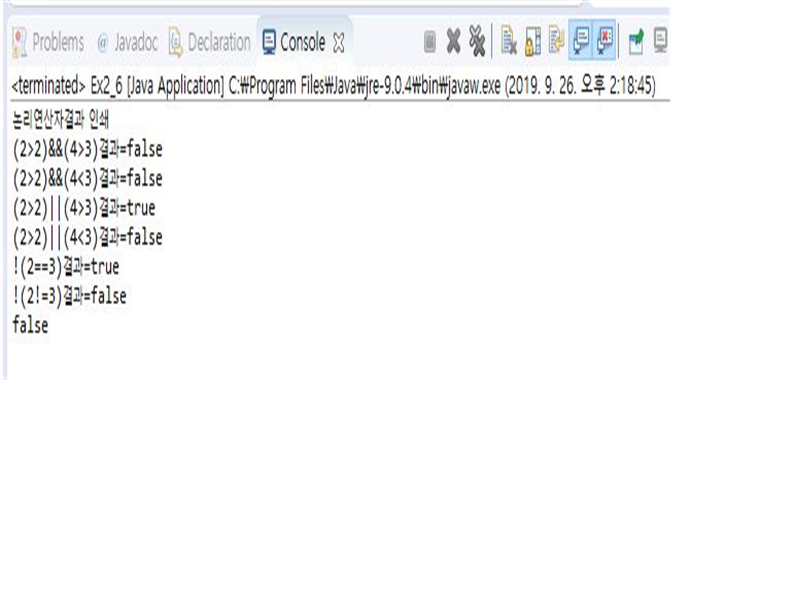 Problems @ Javadoc Declaration Console
<terminated> Ex2_6 [Java Application] C:₩Program Files₩Java₩jre-9.0.4₩bin₩javaw.exe (2019. 9. 26. 오후 2:18:45)
논리연산자결과 인쇄
(2>2)&&(4>3)결과=false
(2>2)&&(4<3)결과=false
(2>2)||(4>3)결과=true
(2>2)||(4<3)결과=false
!(2==3)결과=true
!(2!=3)결과=false
false